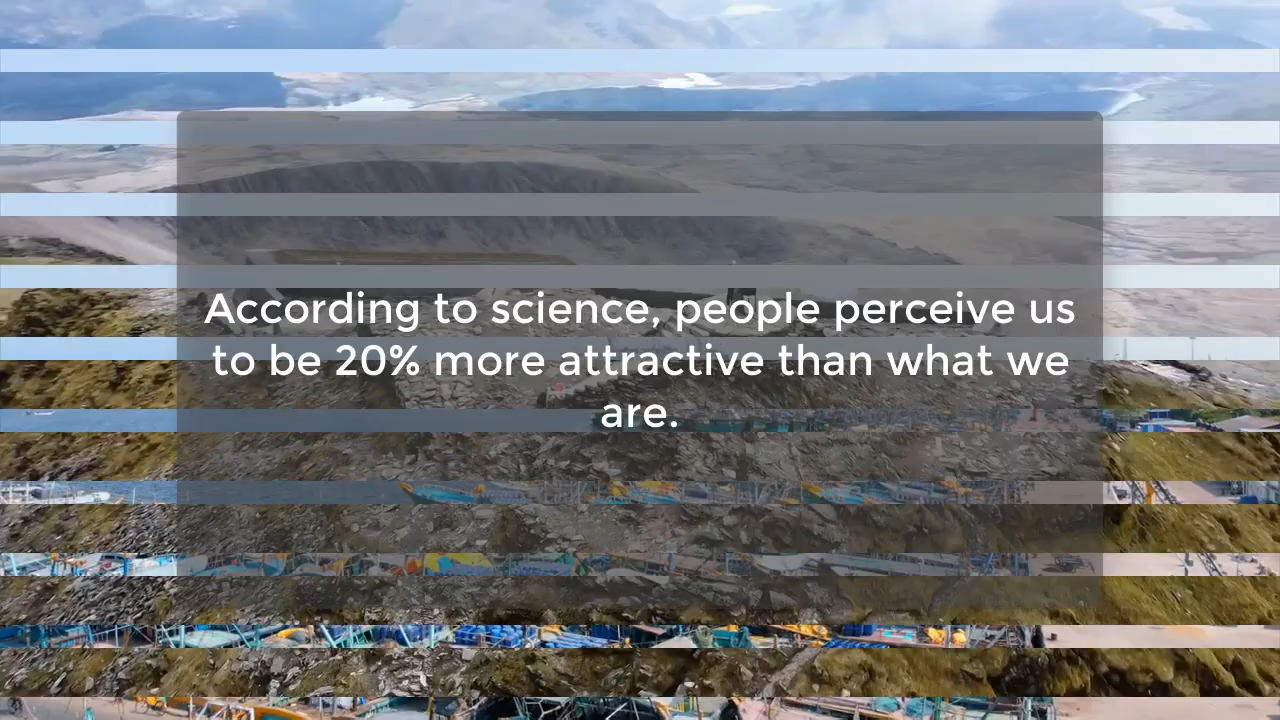 According to science, people perceive us
to be 20% more attractive than what we
are.